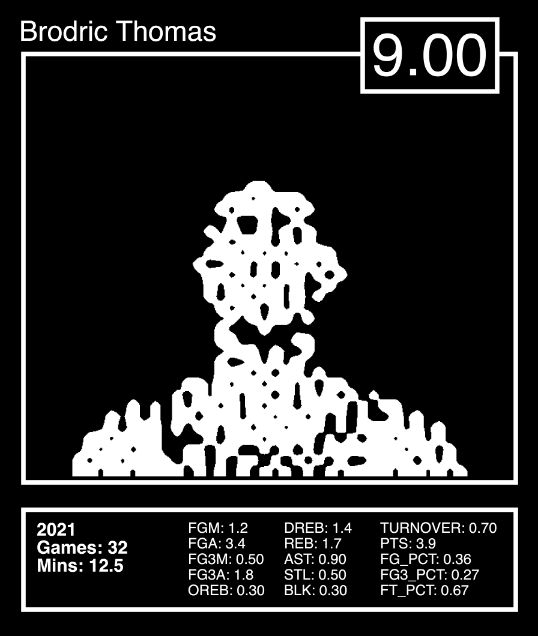 Brodric Thomas
9.00
2021
Games: 32
Mins: 12.5
FGM: 1.2
FGA: 3.4
FG3M: 0.50
FG3A: 1.8
OREB: 0.30
DREB: 1.4
REB: 1.7
AST: 0.90
STL: 0.50
BLK: 0.30
TURNOVER: 0.70
PTS: 3.9
FG_PCT: 0.36
FG3_PCT: 0.27
FT_PCT: 0.67